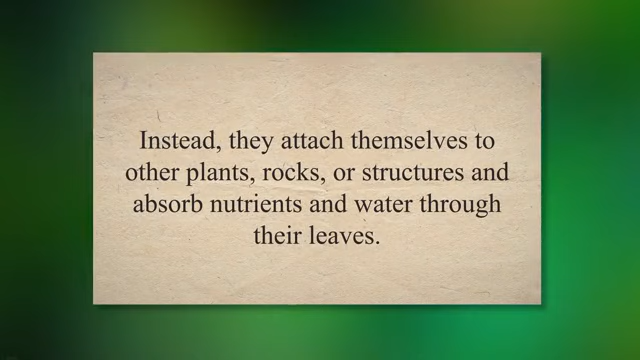 Instead, they attach themselves to
other plants, rocks, or structures and
absorb nutrients and water through
their leaves.